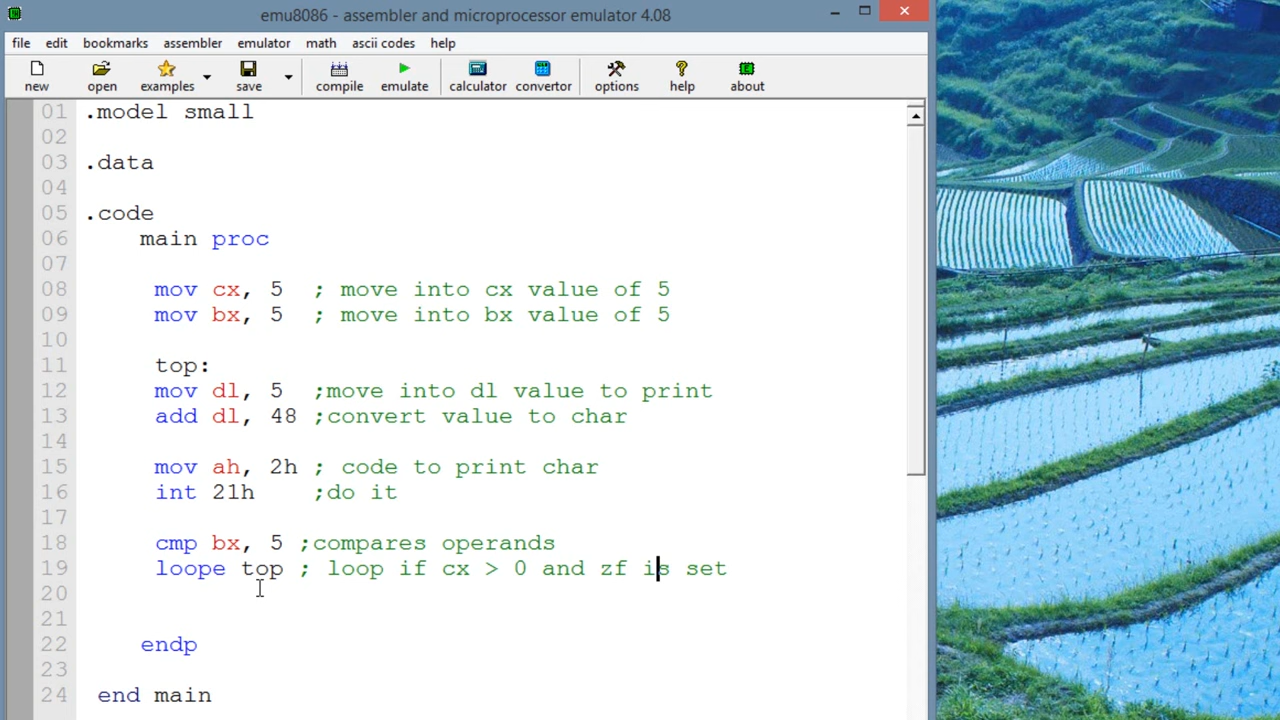 emu8086 - assembler and microprocessor emulator 4.08
file edit bookmarks assembler emulator math ascii codes help
new open examples save compile emulate calculator convertor options help about
01 .model small
02
03 .data
04
05 .code
06 main proc
07
08 mov cx, 5 ; move into cx value of 5
09 mov bx, 5 ; move into bx value of 5
10
11 top:
12 mov dl, 5 ;move into dl value to print
13 add dl, 48 ;convert value to char
14
15 mov ah, 2h ; code to print char
16 int 21h ;do it
17
18 cmp bx, 5 ;compares operands
19 loope top ; loop if cx > 0 and zf is set
20
21
22 endp
23
24 end main